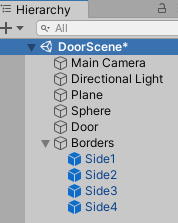 Hierarchy
All
DoorScene*
Main Camera
Directional Light
Plane
Sphere
Door
Borders
Side1
Side2
Side3
Side4